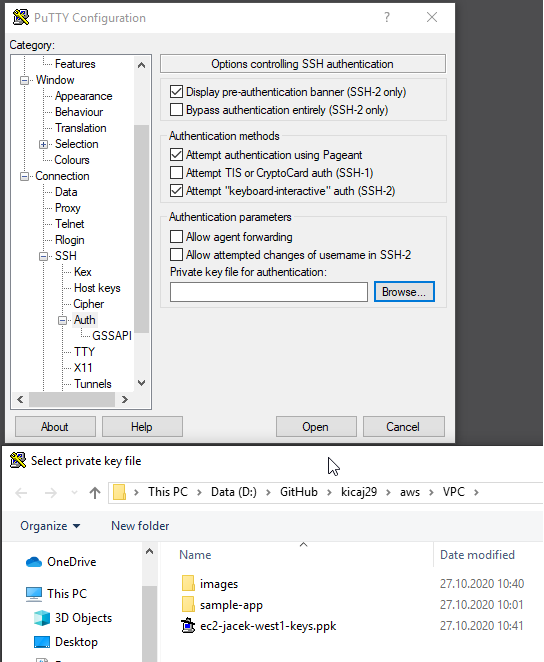 PuTTY Configuration
?
Category:
Features
Window
Appearance
Behaviour
Translation
Selection
Colours
Connection
Data
Proxy
Telnet
Rlogin
SSH
Kex
Host keys
Cipher
Auth
GSSAPI
TTY
X11
Tunnels
Options controlling SSH authentication
Display pre-authentication banner (SSH-2 only)
Bypass authentication entirely (SSH-2 only)
Authentication methods
Attempt authentication using Pageant
Attempt TIS or CryptoCard auth (SSH-1)
Attempt "keyboard-interactive" auth (SSH-2)
Authentication parameters
Allow agent forwarding
Allow attempted changes of username in SSH-2
Private key file for authentication:
Browse...
About Help Open Cancel
Select private key file
This PC > Data (D:) > GitHub > kicaj29 > aws > VPC >
Organize New folder
OneDrive
This PC
3D Objects
Desktop
Name Date modified
images 27.10.2020 10:40
sample-app 27.10.2020 10:01
ec2-jacek-west1-keys.ppk 27.10.2020 10:41